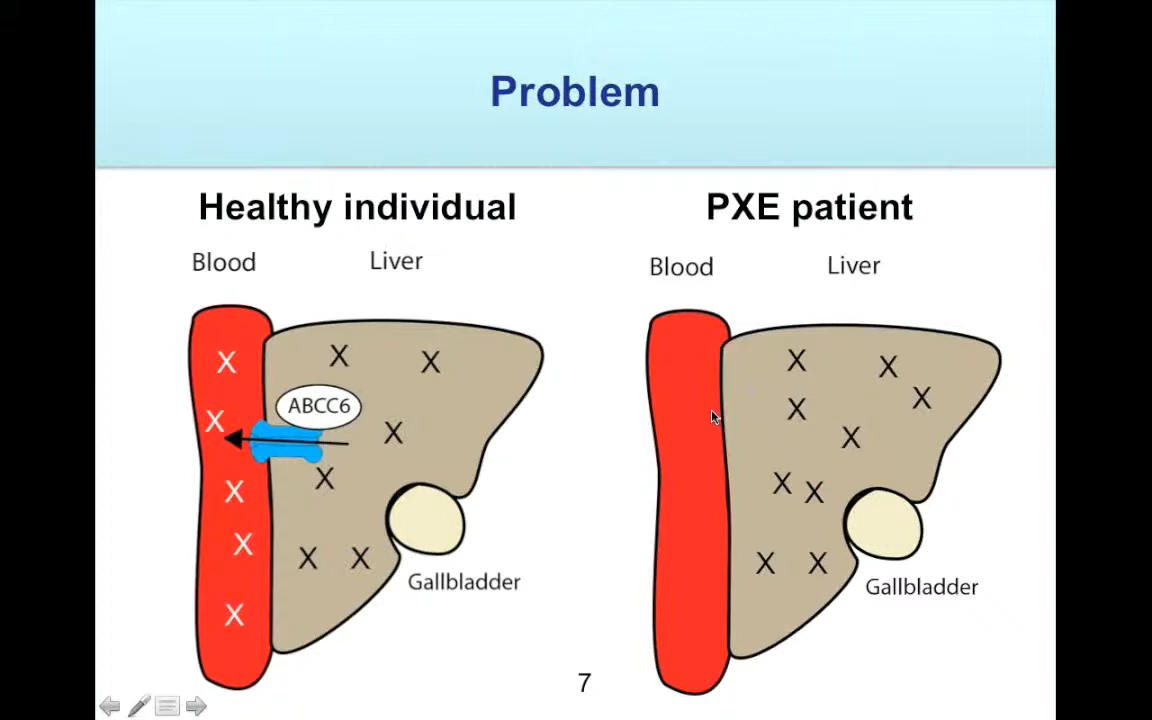 Problem
Healthy individual
PXE patient
Blood
Liver
Blood
Liver
X
X
X
X
ABCC6
X
X
X
X
X
X
X
X
Gallbladder
X
X
X
X
X
X
X
X
X
Gallbladder
7